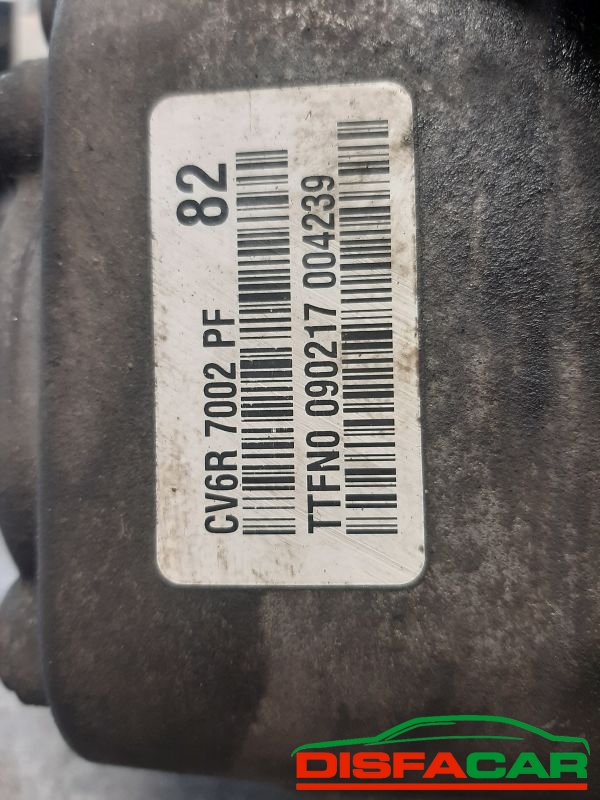 82
CV6R 7002 PF
TTFN0 090217 004239
DISFACAR